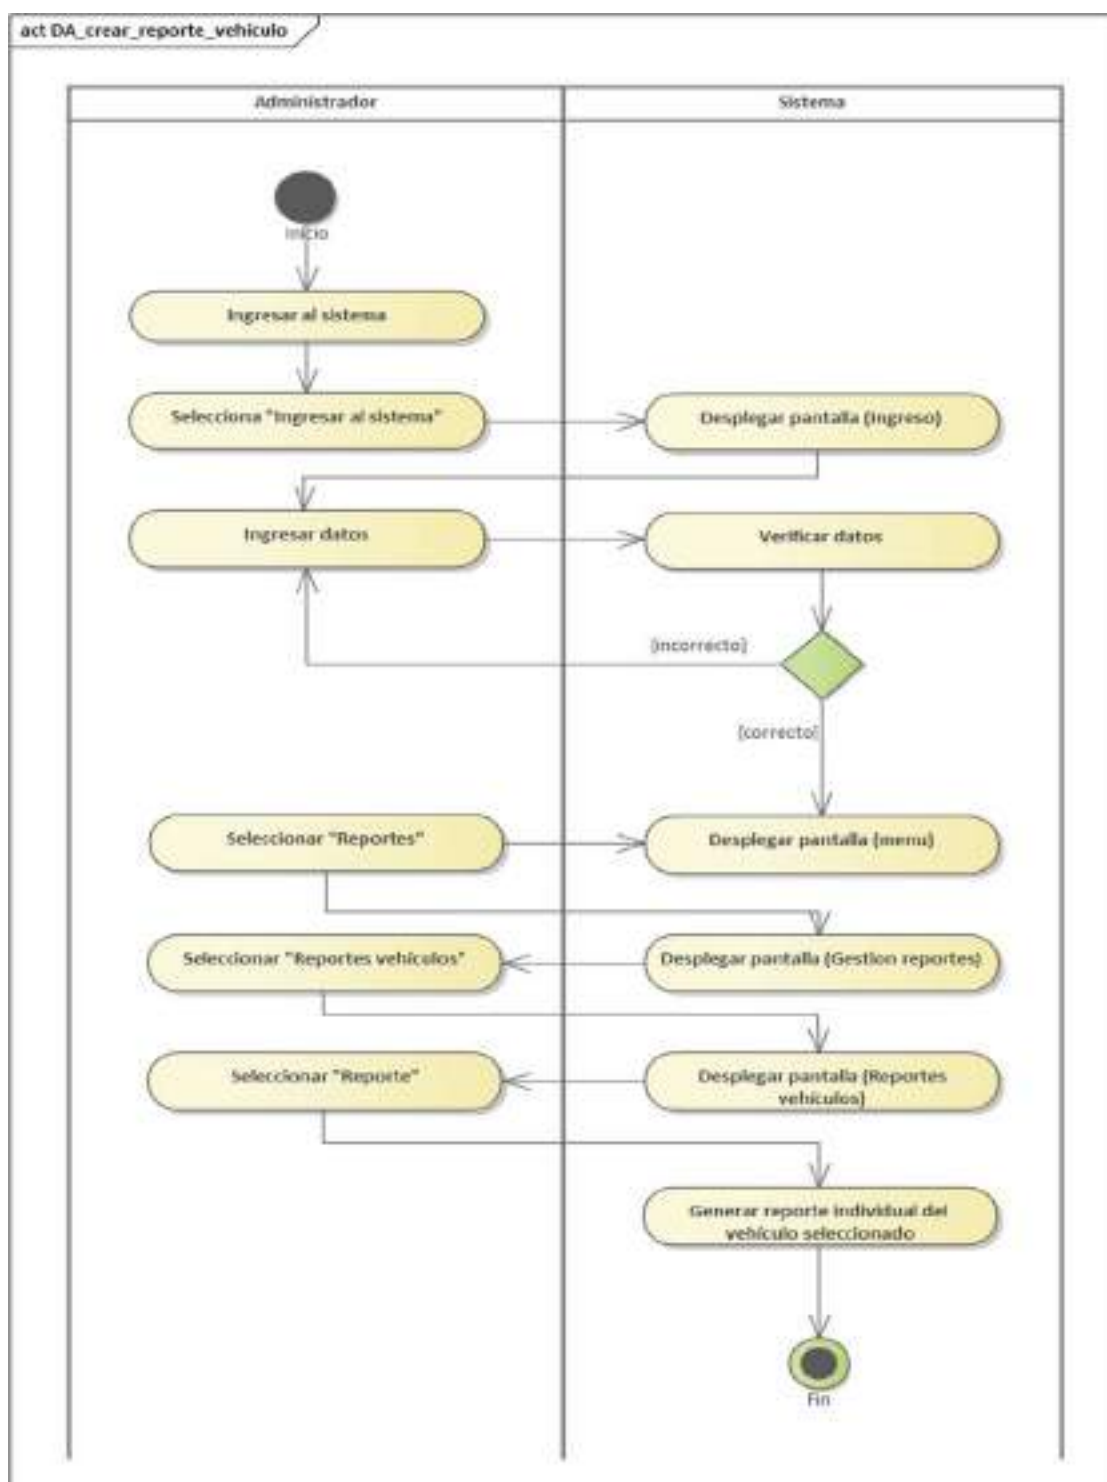 act DA_crear_reporte_vehiculo
Administrador
Sistema
Inicio
Ingresar al sistema
Selecciona "Ingresar al sistema"
Desplegar pantalla (Ingreso)
Ingresar datos
Verificar datos
[incorrecto]
[correcto]
Seleccionar "Reportes"
Desplegar pantalla (menu)
Seleccionar "Reportes vehículos"
Desplegar pantalla (Gestion reportes)
Seleccionar "Reporte"
Desplegar pantalla (Reportes
vehículos)
Generar reporte individual del
vehículo seleccionado
Fin